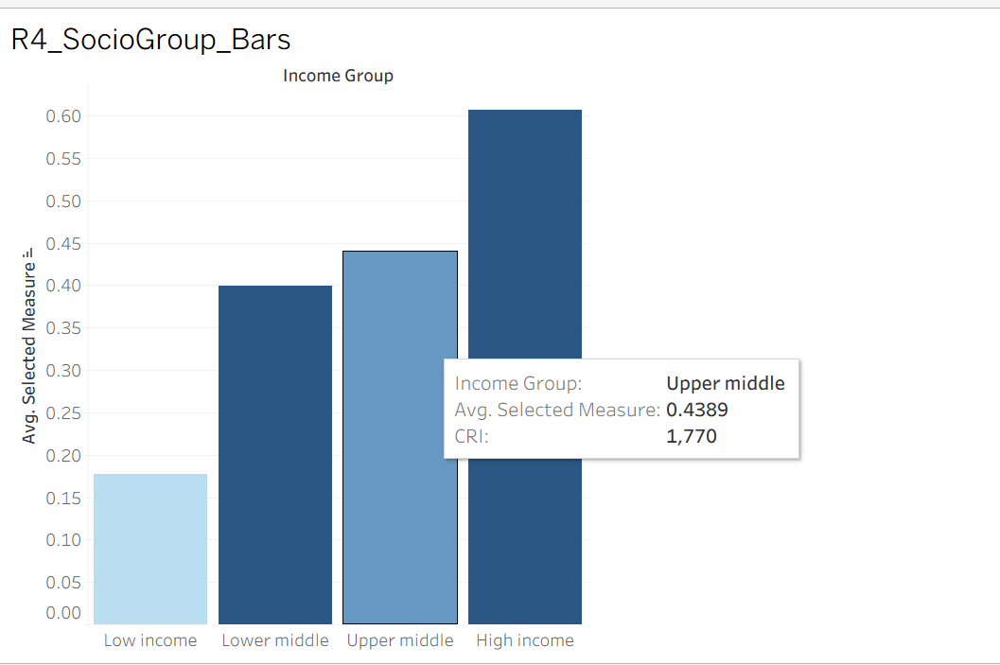 R4_SocioGroup_Bars
Income Group
Avg. Selected Measure
0.60
0.55
0.50
0.45
0.40
0.35
0.30
0.25
0.20
0.15
0.10
0.05
0.00
Income Group: Upper middle
Avg. Selected Measure: 0.4389
CRI: 1,770
Low income Lower middle Upper middle High income